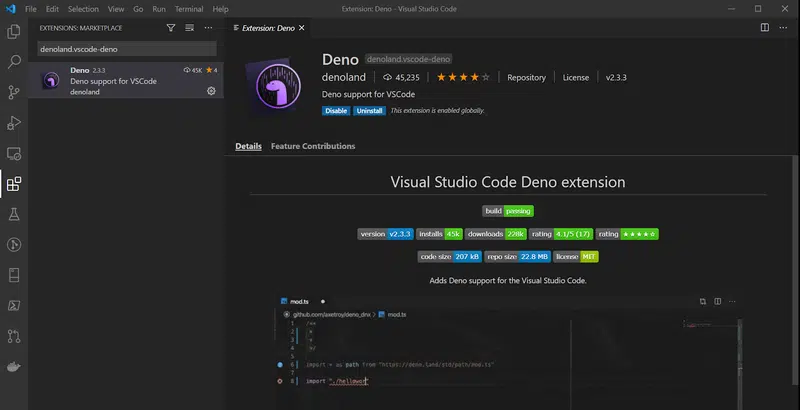 File Edit Selection View Go Run Terminal Help
Extension: Deno - Visual Studio Code
EXTENSIONS: MARKETPLACE
denoland.vscode-deno
Deno 2.3.3 45K 4
Deno support for VSCode
denoland
Extension: Deno
Deno denoland.vscode-deno
denoland 45,235 Repository License v2.3.3
Deno support for VSCode
Disable Uninstall This extension is enabled globally.
Details Feature Contributions
Visual Studio Code Deno extension
build passing
version v2.3.3 installs 45k downloads 228k rating 4.1/5 (17) rating ★★★★☆
code size 207 kB repo size 22.8 MB license MIT
Adds Deno support for the Visual Studio Code.
mod.ts
github.com/axetroy/deno_dnx > mod.ts
1 /**
2 *
3 *
4 */
5
6 import * as path from "https://deno.land/std/path/mod.ts"
7
8 import "./hellowor"